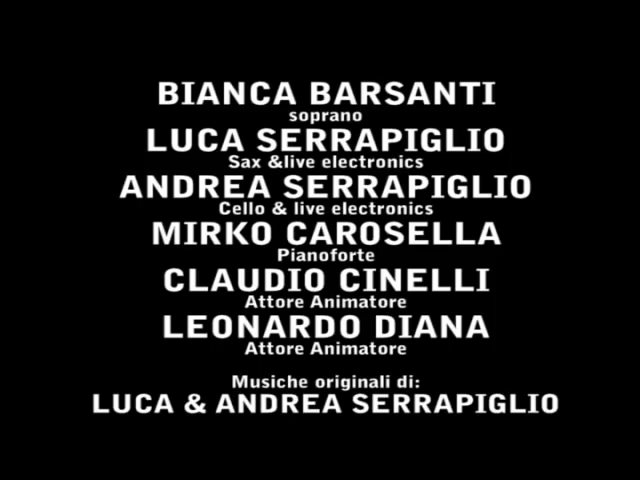 BIANCA BARSANTI
soprano
LUCA SERRAPIGLIO
Sax &live electronics
ANDREA SERRAPIGLIO
Cello & live electronics
MIRKO CAROSELLA
Pianoforte
CLAUDIO CINELLI
Attore Animatore
LEONARDO DIANA
Attore Animatore
Musiche originali di:
LUCA & ANDREA SERRAPIGLIO